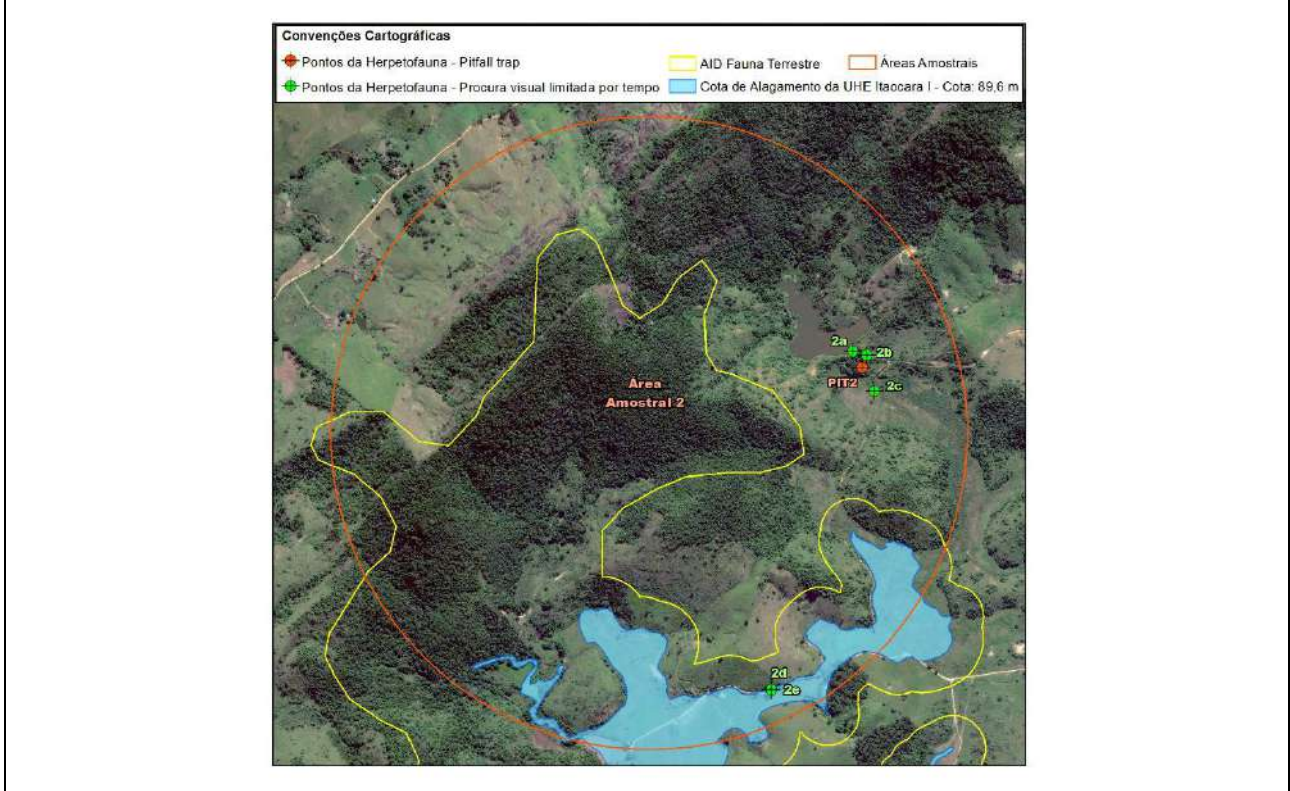 Convenções Cartográficas
Pontos da Herpetofauna - Pitfall trap
AID Fauna Terrestre
Áreas Amostrais
Pontos da Herpetofauna - Procura visual limitada por tempo
Cota de Alagamento da UHE Itaocara I - Cota: 89,6 m
2a
2b
PIT2
2c
Área
Amostral 2
2d
2e